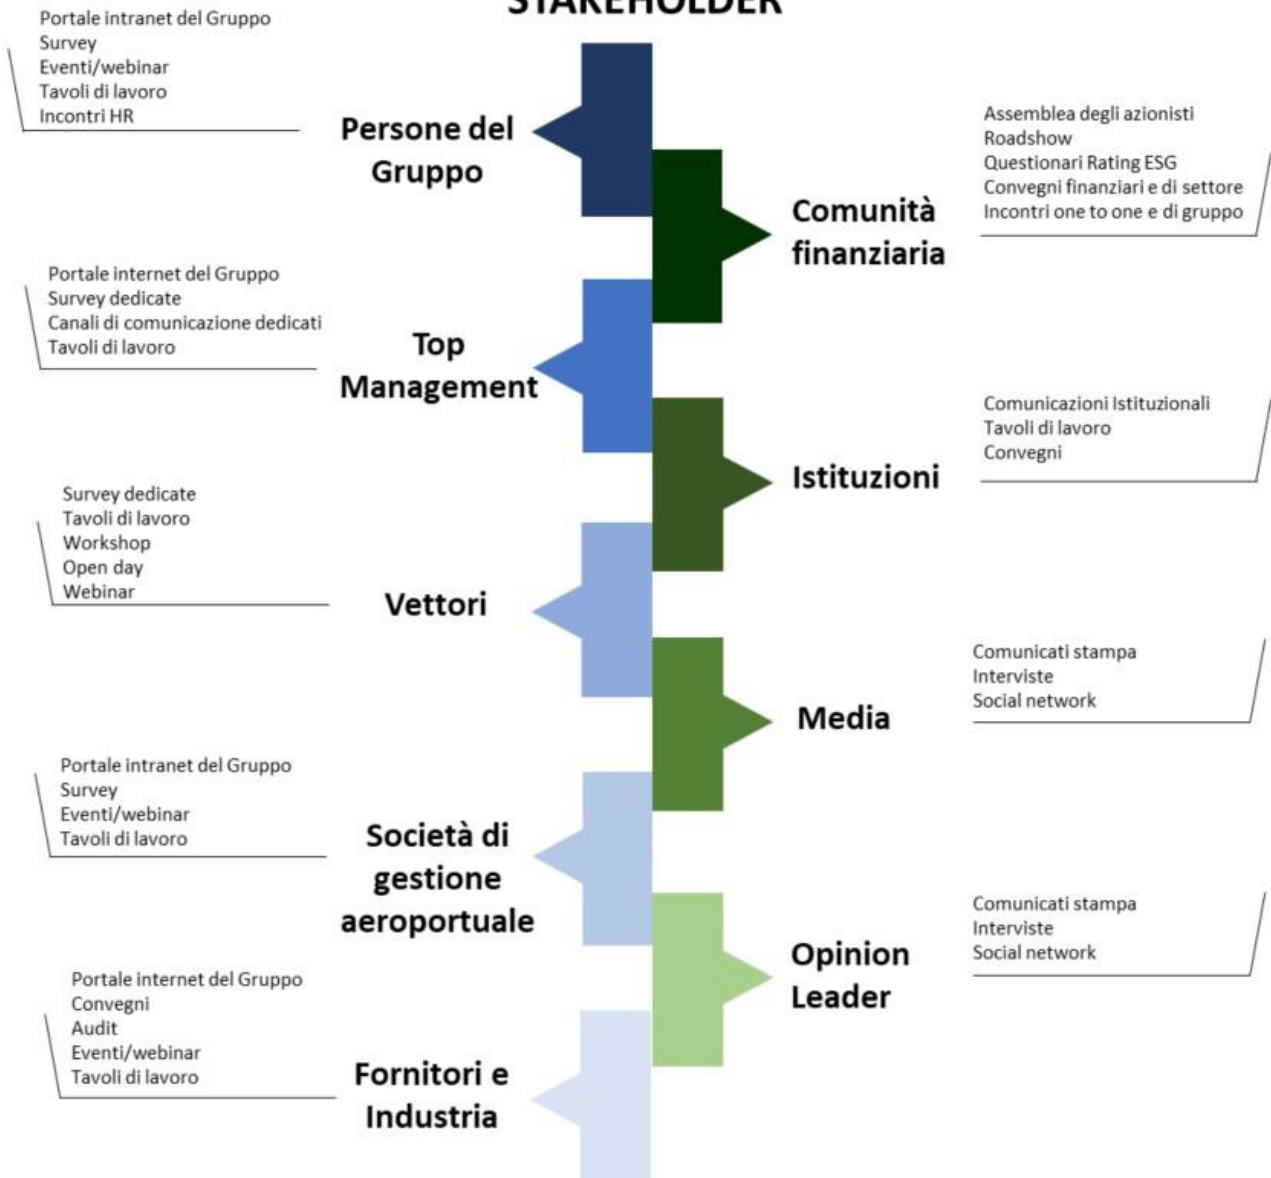 STAKEHOLDER
Portale intranet del Gruppo
Survey
Eventi/webinar
Tavoli di lavoro
Incontri HR
Persone del
Gruppo
Assemblea degli azionisti
Roadshow
Questionari Rating ESG
Convegni finanziari e di settore
Incontri one to one e di gruppo
Comunità
finanziaria
Portale internet del Gruppo
Survey dedicate
Canali di comunicazione dedicati
Tavoli di lavoro
Top
Management
Comunicazioni Istituzionali
Tavoli di lavoro
Convegni
Istituzioni
Survey dedicate
Tavoli di lavoro
Workshop
Open day
Webinar
Vettori
Comunicati stampa
Interviste
Social network
Media
Portale intranet del Gruppo
Survey
Eventi/webinar
Tavoli di lavoro
Società di
gestione
aeroportuale
Comunicati stampa
Interviste
Social network
Opinion
Leader
Portale internet del Gruppo
Convegni
Audit
Eventi/webinar
Tavoli di lavoro
Fornitori e
Industria